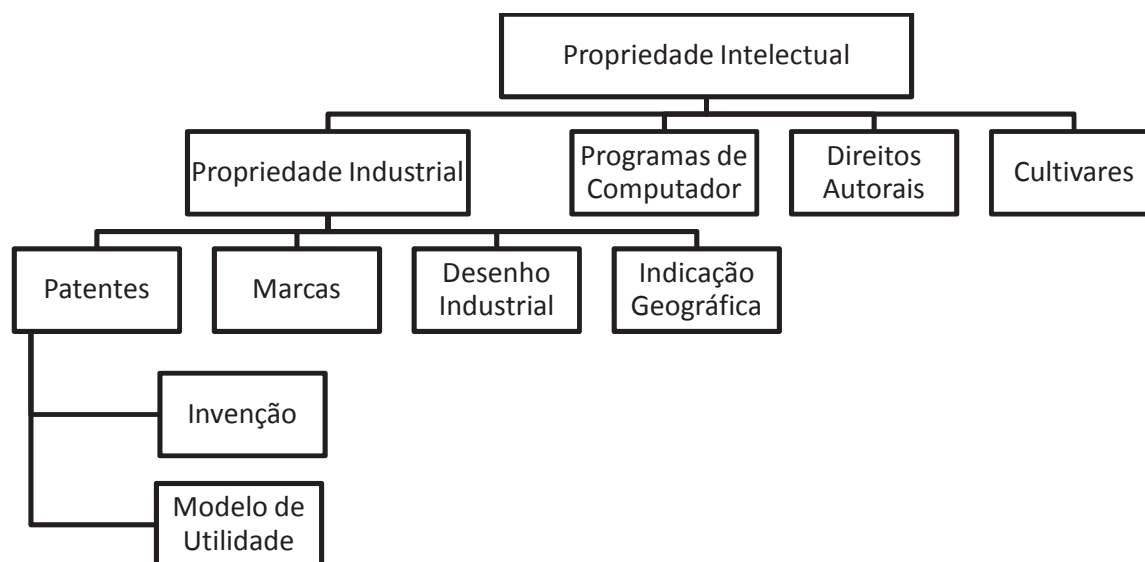 Propriedade Intelectual
Propriedade Industrial
Programas de
Computador
Direitos
Autorais
Cultivares
Patentes
Marcas
Desenho
Industrial
Indicação
Geográfica
Invenção
Modelo de
Utilidade